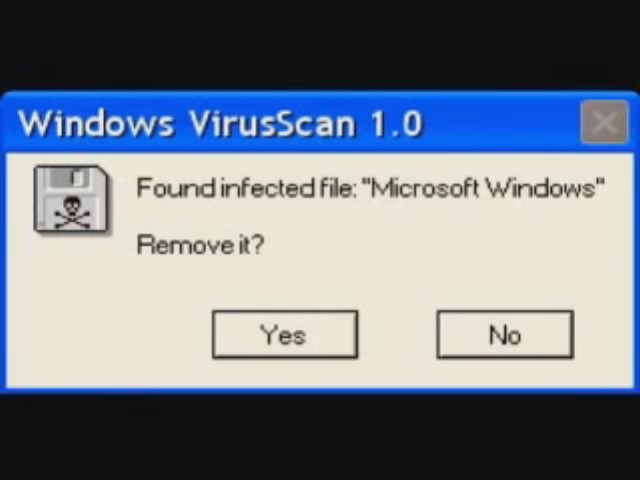 Windows VirusScan 1.0
Found infected file: "Microsoft Windows"
Remove it?
Yes No